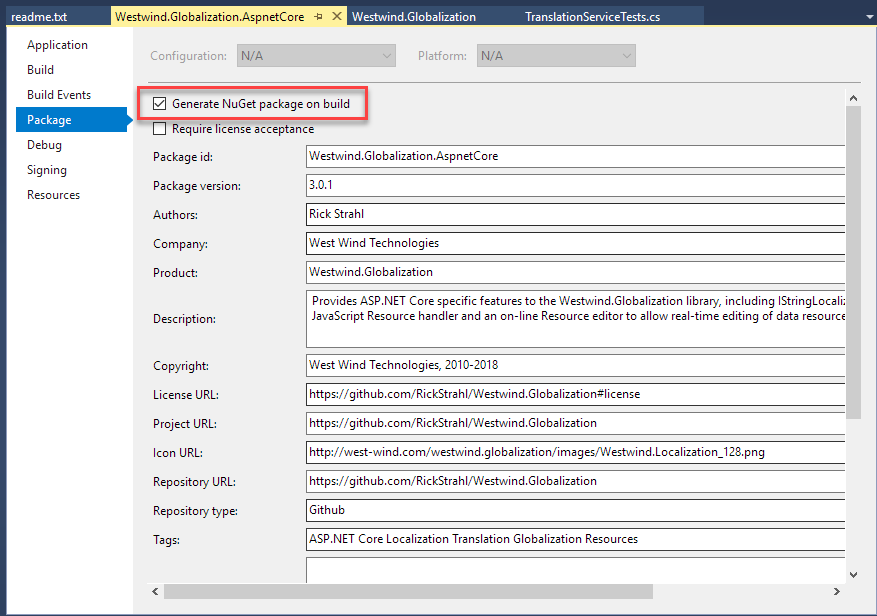 readme.txt
Westwind.Globalization.AspnetCore
Westwind.Globalization
TranslationServiceTests.cs
Application
Build
Build Events
Package
Debug
Signing
Resources
Configuration: N/A
Platform: N/A
Generate NuGet package on build
Require license acceptance
Package id: Westwind.Globalization.AspnetCore
Package version: 3.0.1
Authors: Rick Strahl
Company: West Wind Technologies
Product: Westwind.Globalization
Description: Provides ASP.NET Core specific features to the Westwind.Globalization library, including IStringLocaliz
JavaScript Resource handler and an on-line Resource editor to allow real-time editing of data resource
Copyright: West Wind Technologies, 2010-2018
License URL: https://github.com/RickStrahl/Westwind.Globalization#license
Project URL: https://github.com/RickStrahl/Westwind.Globalization
Icon URL: http://west-wind.com/westwind.globalization/images/Westwind.Localization_128.png
Repository URL: https://github.com/RickStrahl/Westwind.Globalization
Repository type: Github
Tags: ASP.NET Core Localization Translation Globalization Resources